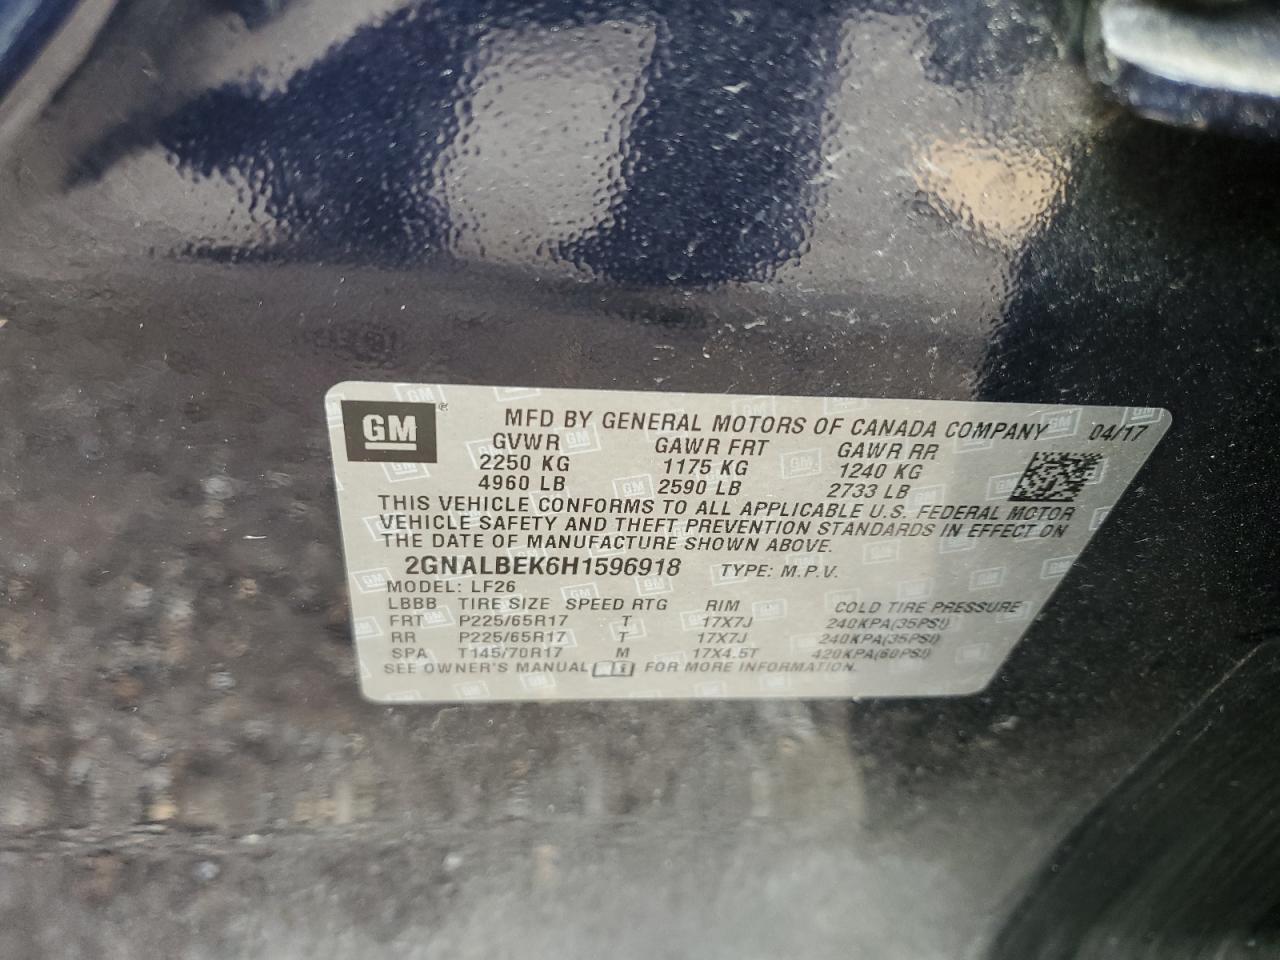 GM
MFD BY GENERAL MOTORS OF CANADA COMPANY 04/17
GVWR GAWR FRT GAWR RR
2250 KG 1175 KG 1240 KG
4960 LB 2590 LB 2733 LB
THIS VEHICLE CONFORMS TO ALL APPLICABLE U.S. FEDERAL MOTOR
VEHICLE SAFETY AND THEFT PREVENTION STANDARDS IN EFFECT ON
THE DATE OF MANUFACTURE SHOWN ABOVE.
2GNALBEK6H1596918 TYPE: M.P.V.
MODEL: LF26
LBBB TIRE SIZE SPEED RTG RIM COLD TIRE PRESSURE
FRT P225/65R17 T 17X7J 240KPA(35PSI)
RR P225/65R17 T 17X7J 240KPA(35PSI)
SPA T145/70R17 M 17X4.5T 420KPA(60PSI)
SEE OWNER'S MANUAL FOR MORE INFORMATION.